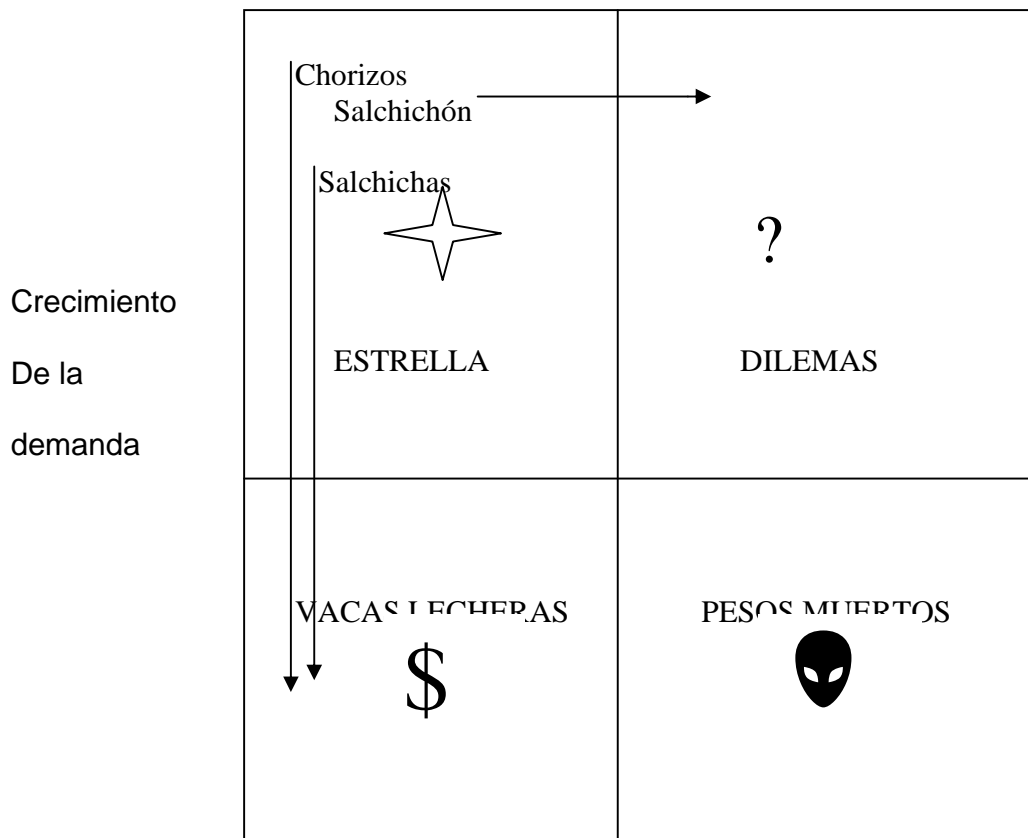 Chorizos
Salchichón
Salchichas
?
Crecimiento
De la
demanda
ESTRELLA
DILEMAS
VACAS LECHERAS
PESOS MUERTOS
$